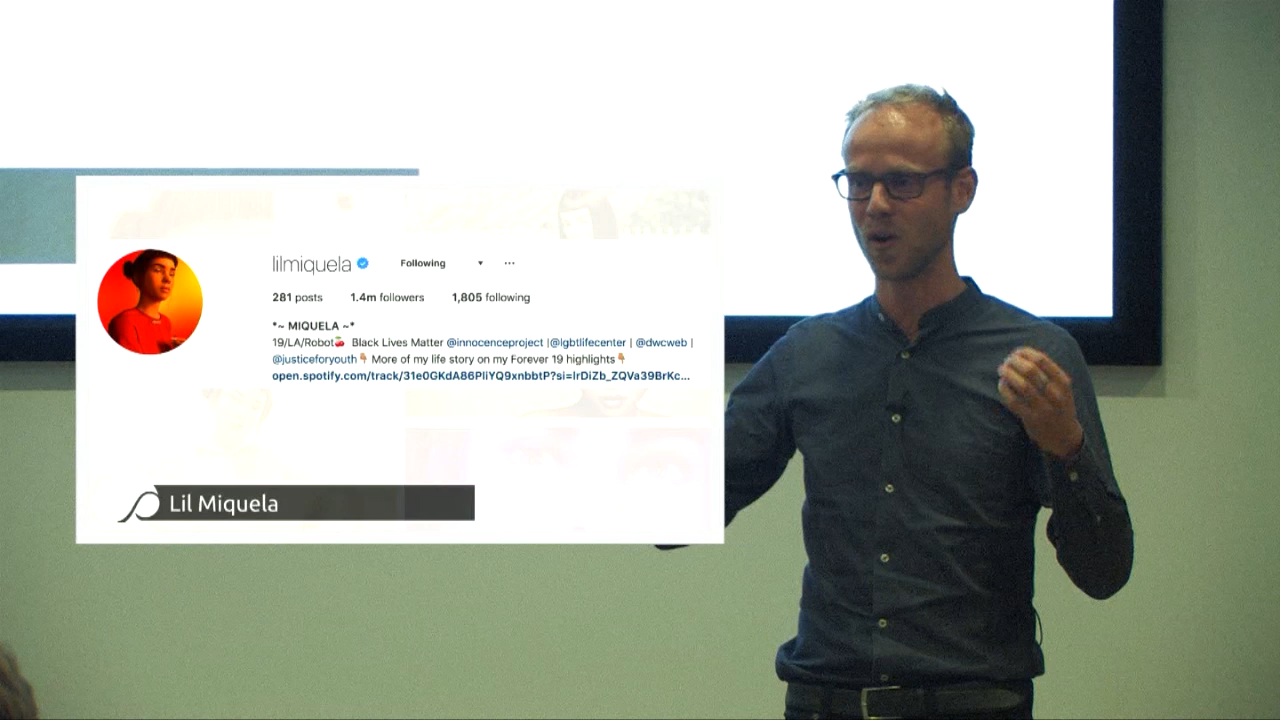 lilmiquela Following ▼ ...
281 posts 1.4m followers 1,805 following
*~ MIQUELA ~*
19/LA/Robot🍒 Black Lives Matter @innocenceproject |@lgbtlifecenter | @dwcweb |
@justiceforyouth👇🏽 More of my life story on my Forever 19 highlights👇🏽
open.spotify.com/track/31e0GKdA86PliYQ9xnbbtP?si=IrDiZb_ZQVa39BrKc...
Lil Miquela